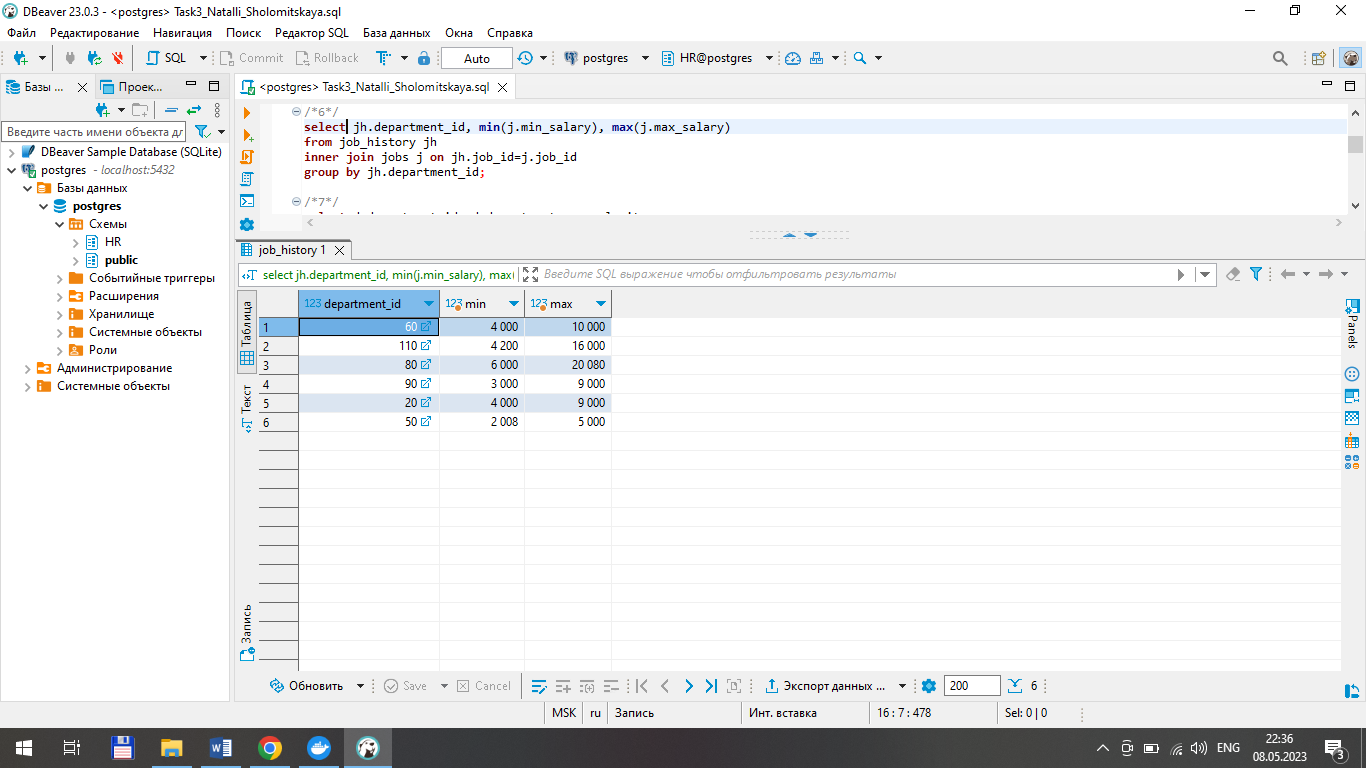 DBeaver 23.0.3 - <postgres> Task3_Natalli_Sholomitskaya.sql
Файл Редактирование Навигация Поиск Редактор SQL База данных Окна Справка
SQL Commit Rollback Auto postgres HR@postgres
Базы ... Проек...
<postgres> Task3_Natalli_Sholomitskaya.sql
Введите часть имени объекта дл
DBeaver Sample Database (SQLite)
postgres - localhost:5432
Базы данных
postgres
Схемы
HR
public
Событийные триггеры
Расширения
Хранилище
Системные объекты
Роли
Администрирование
Системные объекты
/*6*/
select jh.department_id, min(j.min_salary), max(j.max_salary)
from job_history jh
inner join jobs j on jh.job_id=j.job_id
group by jh.department_id;
/*7*/
job_history 1
select jh.department_id, min(j.min_salary), max(
Введите SQL выражение чтобы отфильтровать результаты
Таблица
Текст
Запись
Panels
123 department_id 123 min 123 max
1 60 4 000 10 000
2 110 4 200 16 000
3 80 6 000 20 080
4 90 3 000 9 000
5 20 4 000 9 000
6 50 2 008 5 000
Обновить Save Cancel Экспорт данных ... 200 6
MSK ru Запись Инт. вставка 16 : 7 : 478 Sel: 0 | 0
ENG 22:36
08.05.2023
3